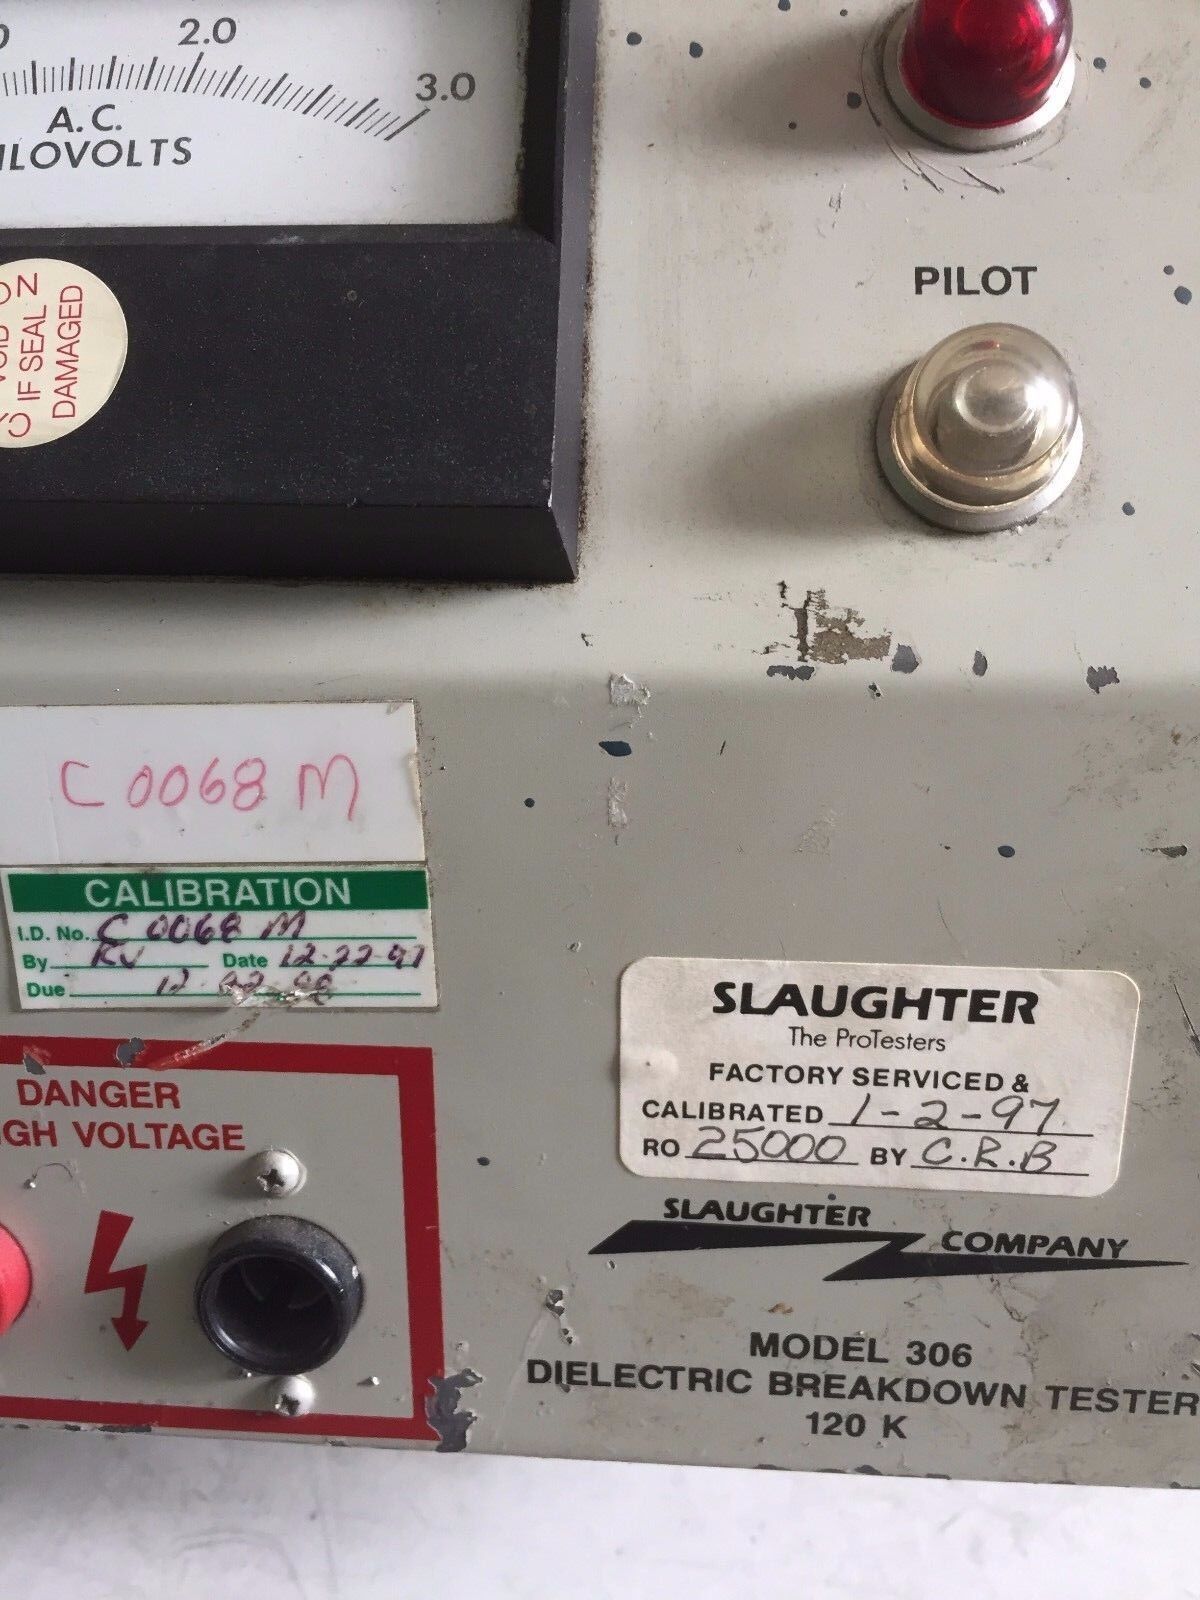 2.0
3.0
A.C.
ILOVOLTS
PILOT
IF SEAL
DAMAGED
C 0068 M
CALIBRATION
I.D. No. C 0068 M
By RV Date 12-22-97
Due 12
DANGER
GH VOLTAGE
SLAUGHTER
The ProTesters
FACTORY SERVICED &
CALIBRATED 1-2-97
RO 25000 BY C.R.B
SLAUGHTER
COMPANY
MODEL 306
DIELECTRIC BREAKDOWN TESTER
120 K